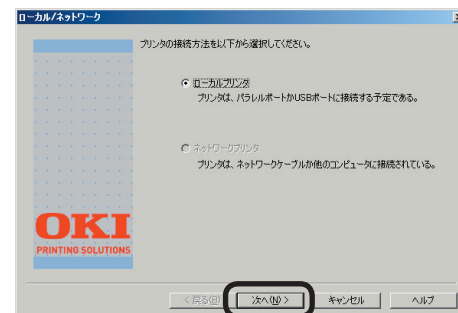 ローカル/ネットワーク
プリンタの接続方法を以下から選択してください。
ローカルプリンタ
プリンタは、パラレルポートかUSBポートに接続する予定である。
ネットワークプリンタ
プリンタは、ネットワークケーブルか他のコンピュータに接続されている。
OKI
PRINTING SOLUTIONS
< 戻る(B) 次へ(N) > キャンセル ヘルプ